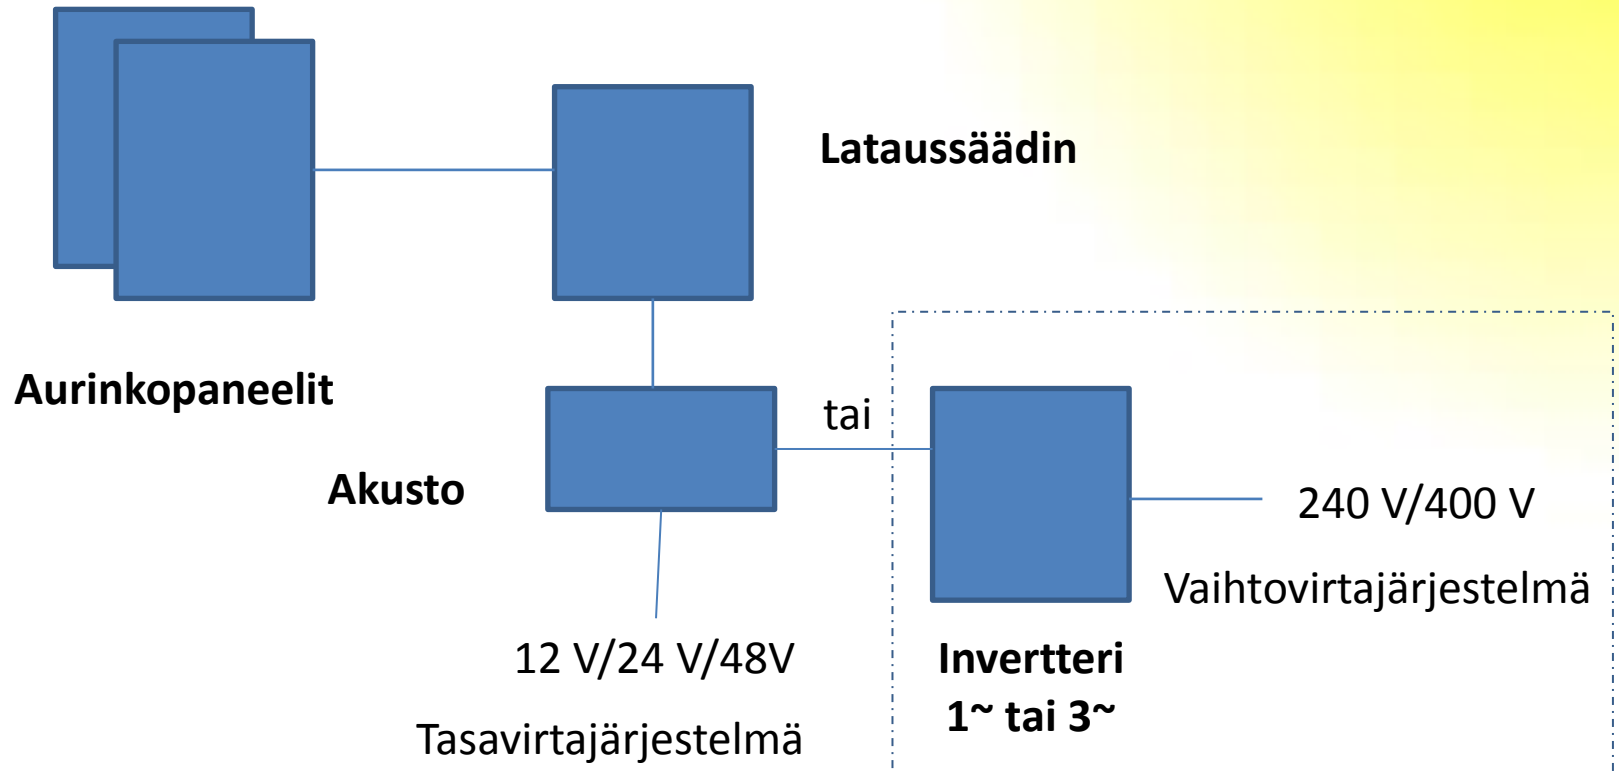 Lataussäädin
Aurinkopaneelit
tai
Akusto
240 V/400 V
Vaihtovirtajärjestelmä
12 V/24 V/48V
Invertteri
1~ tai 3~
Tasavirtajärjestelmä